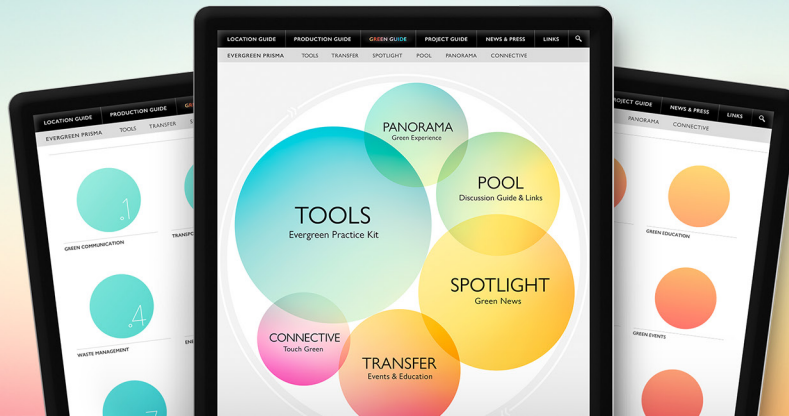 LOCATION GUIDE PRODUCTION GUIDE GREEN GUIDE PROJECT GUIDE NEWS & PRESS LINKS
EVERGREEN PRISMA TOOLS TRANSFER SPOTLIGHT POOL PANORAMA CONNECTIVE
PANORAMA
Green Experience
POOL
Discussion Guide & Links
TOOLS
Evergreen Practice Kit
SPOTLIGHT
Green News
CONNECTIVE
Touch Green
TRANSFER
Events & Education
LOCATION GUIDE PRODUCTION GUIDE
EVERGREEN PRISMA TOOLS TRANSFER
.1
GREEN COMMUNICATION
.4
WASTE MANAGEMENT
PROJECT GUIDE NEWS & PRESS LINKS
PANORAMA CONNECTIVE
GREEN EDUCATION
GREEN EVENTS